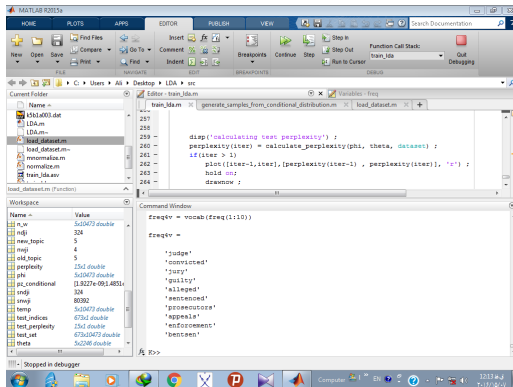 MATLAB R2015a
HOME PLOTS APPS EDITOR PUBLISH VIEW
Search Documentation
New Open Save
Find Files
Compare
Print
Go To
Find
Insert
Comment
Indent
Breakpoints
Continue
Step
Step In
Step Out
Run to Cursor
Function Call Stack:
train_lda
Quit Debugging
FILE NAVIGATE EDIT BREAKPOINTS DEBUG
C: Users Ali Desktop LDA src
Current Folder
Name
k5b1a003.dat
LDA.m
LDA.m~
load_dataset.m
load_dataset.m~
mnormalize.m
normalize.m
train_lda.asv
load_dataset.m (Function)
Workspace
Name Value
n_w 5x10473 double
ndji 324
new_topic 5
nwji 4
old_topic 5
perplexity 15x1 double
phi 5x10473 double
pz_conditional [1.9227e-09;1.4851
sndji 324
snwji 80392
temp 5x10473 double
test_indices 673x1 double
test_perplexity 15x1 double
test_set 673x10473 double
theta 5x2246 double
Editor - train_lda.m
Variables - freq
train_lda.m generate_samples_from_conditional_distribution.m load_dataset.m
257
258
259 disp('calculating test perplexity') ;
260 perplexity(iter) = calculate_perplexity(phi, theta, dataset) ;
261 if(iter > 1)
262 plot([iter-1,iter],[perplexity(iter-1) , perplexity(iter)], 'r') ;
263 hold on;
264 drawnow ;
Command Window
freq4v = vocab(freq(1:10))
freq4v =
'judge'
'convicted'
'jury'
'guilty'
'alleged'
'sentenced'
'prosecutors'
'appeals'
'enforcement'
'bentsen'
K>>
Stopped in debugger
Computer
EN